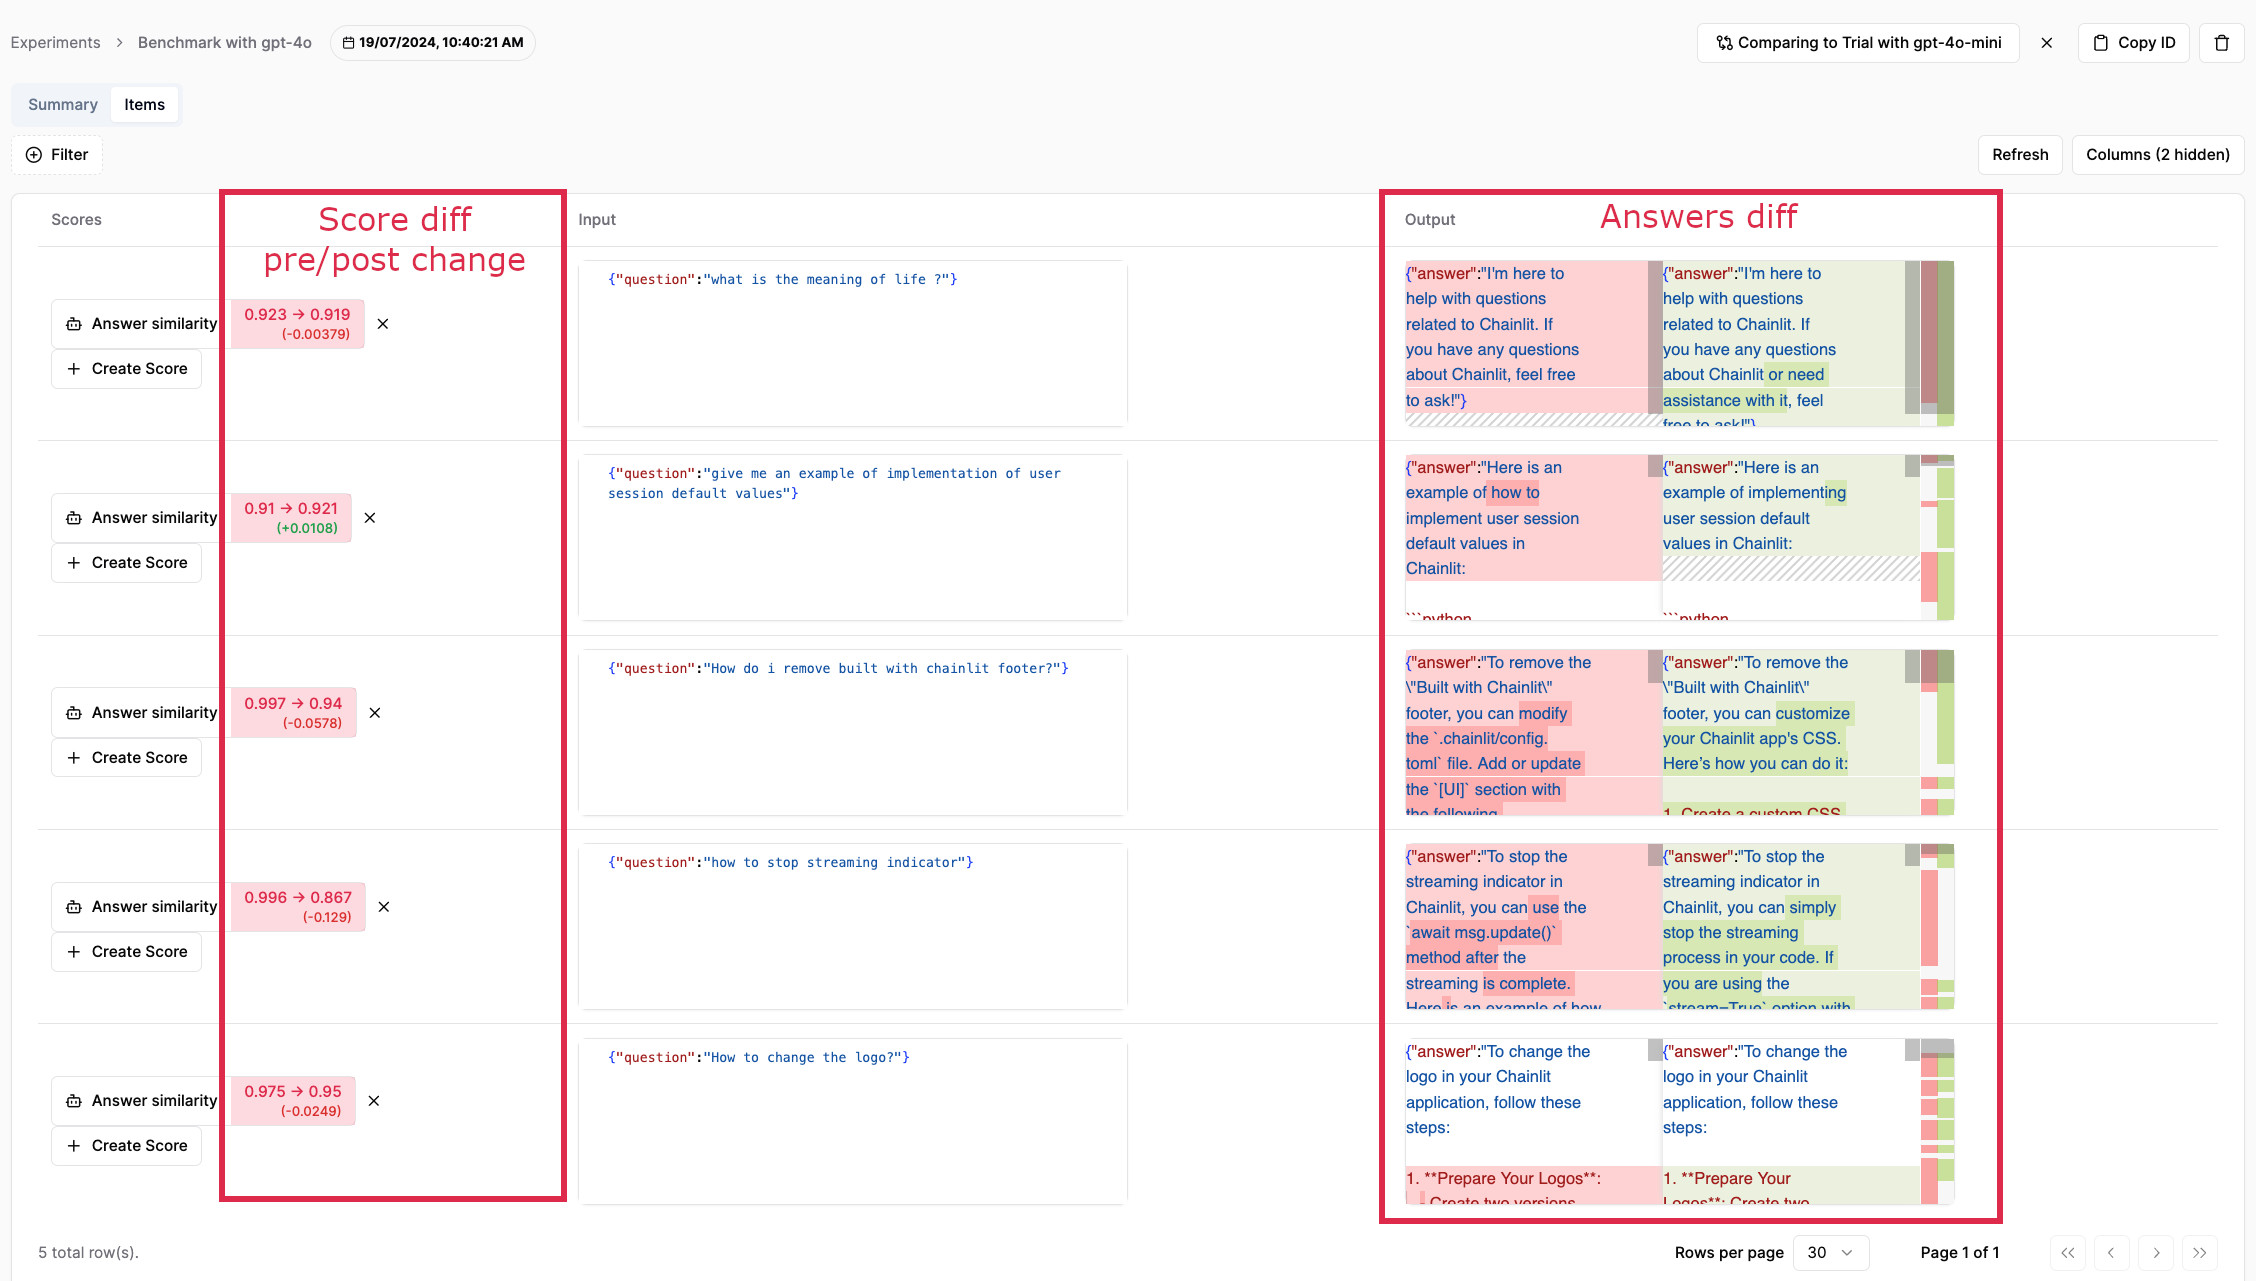 Experiments > Benchmark with gpt-4o 19/07/2024, 10:40:21 AM
Comparing to Trial with gpt-4o-mini
Copy ID
Summary
Items
Filter
Refresh
Columns (2 hidden)
Scores
Score diff
pre/post change
Input
Output
Answers diff
Answer similarity
0.923 → 0.919
(-0.00379)
+ Create Score
{"question":"what is the meaning of life ?"}
{"answer":"I'm here to
help with questions
related to Chainlit. If
you have any questions
about Chainlit, feel free
to ask!"}
{"answer":"I'm here to
help with questions
related to Chainlit. If
you have any questions
about Chainlit or need
assistance with it, feel
free to ask!"}
Answer similarity
0.91 → 0.921
(+0.0108)
+ Create Score
{"question":"give me an example of implementation of user
session default values"}
{"answer":"Here is an
example of how to
implement user session
default values in
Chainlit:
```python
{"answer":"Here is an
example of implementing
user session default
values in Chainlit:
```python
Answer similarity
0.997 → 0.94
(-0.0578)
+ Create Score
{"question":"How do i remove built with chainlit footer?"}
{"answer":"To remove the
\"Built with Chainlit\"
footer, you can modify
the `.chainlit/config.
toml` file. Add or update
the `[UI]` section with
the following
{"answer":"To remove the
\"Built with Chainlit\"
footer, you can customize
your Chainlit app's CSS.
Here’s how you can do it:
1. Create a custom CSS
Answer similarity
0.996 → 0.867
(-0.129)
+ Create Score
{"question":"how to stop streaming indicator"}
{"answer":"To stop the
streaming indicator in
Chainlit, you can use the
`await msg.update()`
method after the
streaming is complete.
Here is an example of how
{"answer":"To stop the
streaming indicator in
Chainlit, you can simply
stop the streaming
process in your code. If
you are using the
`stream=True` option with
Answer similarity
0.975 → 0.95
(-0.0249)
+ Create Score
{"question":"How to change the logo?"}
{"answer":"To change the
logo in your Chainlit
application, follow these
steps:
1. **Prepare Your Logos**:
- Create two versions
{"answer":"To change the
logo in your Chainlit
application, follow these
steps:
1. **Prepare Your
Logos**: Create two
5 total row(s).
Rows per page 30
Page 1 of 1